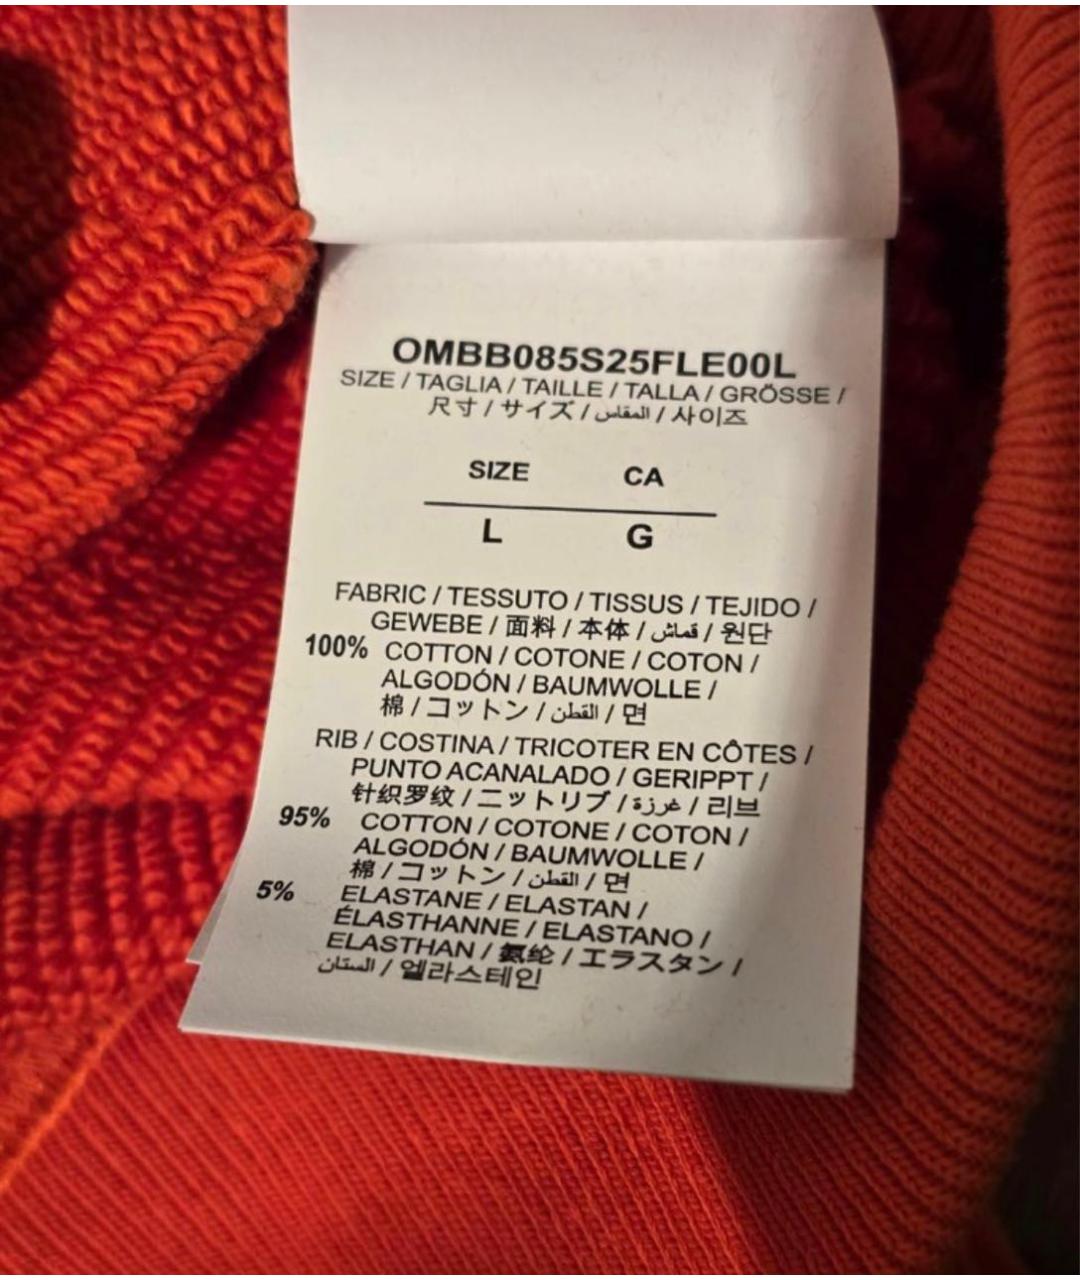 OMBB085S25FLE00L
SIZE / TAGLIA / TAILLE / TALLA / GRÖSSE /
尺寸 / サイズ / المقاس / 사이즈
SIZE CA
L G
FABRIC / TESSUTO / TISSUS / TEJIDO /
GEWEBE / 面料 / 本体 / قماش / 원단
100% COTTON / COTONE / COTON /
ALGODÓN / BAUMWOLLE /
棉 / コットン / القطن / 면
RIB / COSTINA / TRICOTER EN CÔTES /
PUNTO ACANALADO / GERIPPT /
针织罗纹 / ニットリブ / غرزة / 리브
95% COTTON / COTONE / COTON /
ALGODÓN / BAUMWOLLE /
棉 / コットン / القطن / 면
5% ELASTANE / ELASTAN /
ÉLASTHANNE / ELASTANO /
ELASTHAN / 氨纶 / エラスタン /
الستان / 엘라스테인